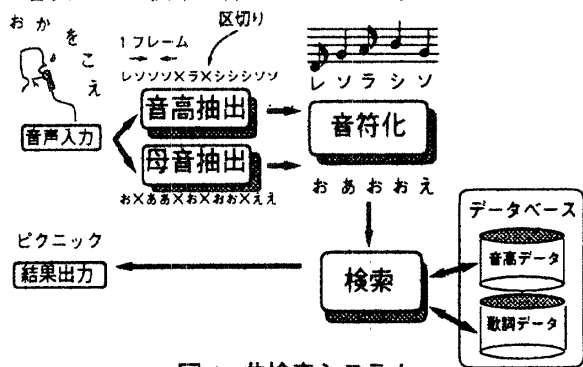 おかをこえ
区切り
1フレーム
レソソソ×ラ×シシシソソ
レソラシソ
音声入力
音高抽出
音符化
母音抽出
お×ああ×お×おお×ええ
おあおおえ
データベース
音高データ
歌詞データ
ピクニック
結果出力
検索